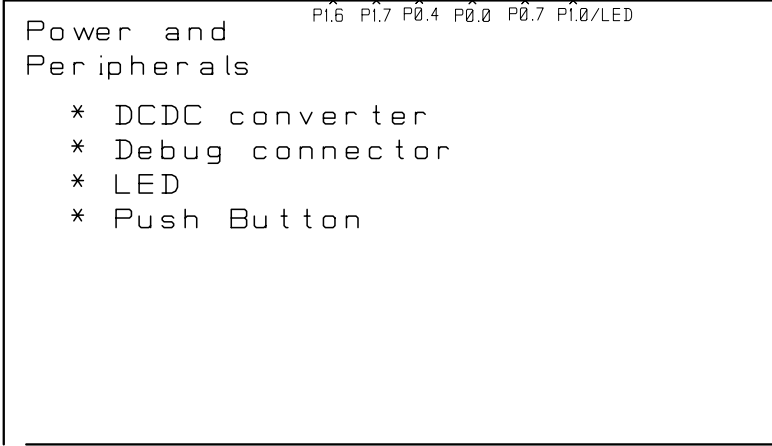 P1.6 P1.7 P0.4 P0.0 P0.7 P1.0/LED
Power and
Peripherals
* DCDC converter
* Debug connector
* LED
* Push Button